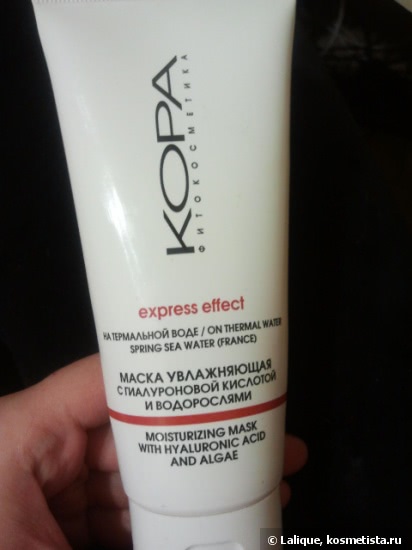 КОРА
ФИТОКОСМЕТИКА
express effect
НА ТЕРМАЛЬНОЙ ВОДЕ / ON THERMAL WATER
SPRING SEA WATER (FRANCE)
МАСКА УВЛАЖНЯЮЩАЯ
С ГИАЛУРОНОВОЙ КИСЛОТОЙ
И ВОДОРОСЛЯМИ
MOISTURIZING MASK
WITH HYALURONIC ACID
AND ALGAE
© Lalique, kosmetista.ru